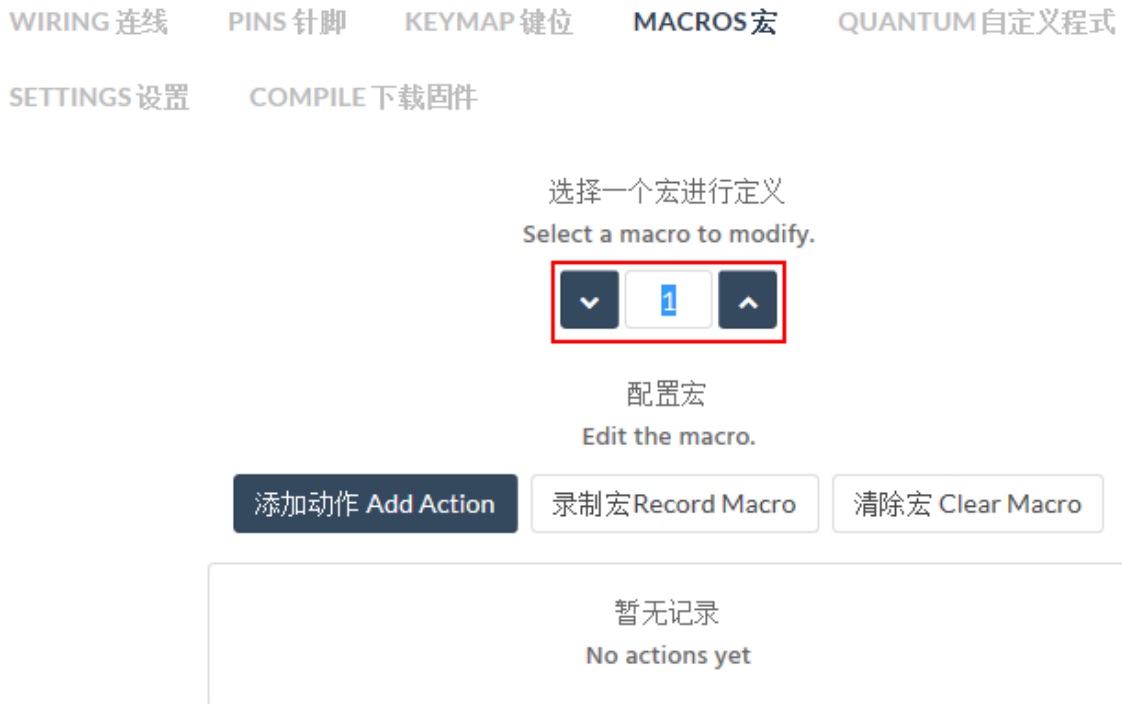 WIRING 连线 PINS 针脚 KEYMAP 键位 MACROS 宏 QUANTUM 自定义程式
SETTINGS 设置 COMPILE 下载固件
选择一个宏进行定义
Select a macro to modify.
1
配置宏
Edit the macro.
添加动作 Add Action 录制宏Record Macro 清除宏 Clear Macro
暂无记录
No actions yet